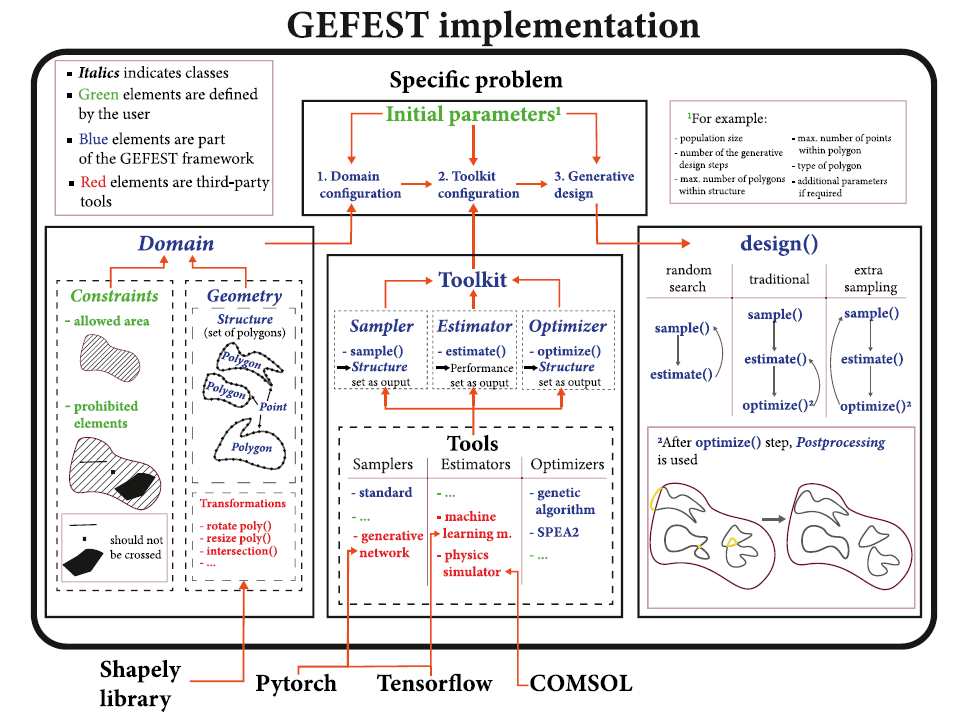 GEFEST implementation
▪ Italics indicates classes
▪ Green elements are defined
by the user
▪ Blue elements are part
of the GEFEST framework
▪ Red elements are third-party
tools
Specific problem
Initial parameters¹
1. Domain
configuration
2. Toolkit
configuration
3. Generative
design
¹For example:
- population size
- number of the generative
design steps
- max. number of polygons
within structure
- max. number of points
within polygon
- type of polygon
- additional parameters
if required
Domain
Constraints
- allowed area
- prohibited
elements
should not
be crossed
Geometry
Structure
(set of polygons)
Polygon
Polygon
Point
Polygon
Transformations
- rotate poly()
- resize poly()
- intersection()
- ...
Toolkit
Sampler
- sample()
Structure
set as ouput
Estimator
- estimate()
Performance
set as ouput
Optimizer
- optimize()
Structure
set as output
Tools
Samplers
- standard
- ...
- generative
network
Estimators
- ...
- machine
learning m.
- physics
simulator
Optimizers
- genetic
algorithm
- SPEA2
- ...
design()
random
search
sample()
estimate()
traditional
sample()
estimate()
optimize()²
extra
sampling
sample()
estimate()
optimize()²
²After optimize() step, Postprocessing
is used
Shapely
library
Pytorch
Tensorflow
COMSOL